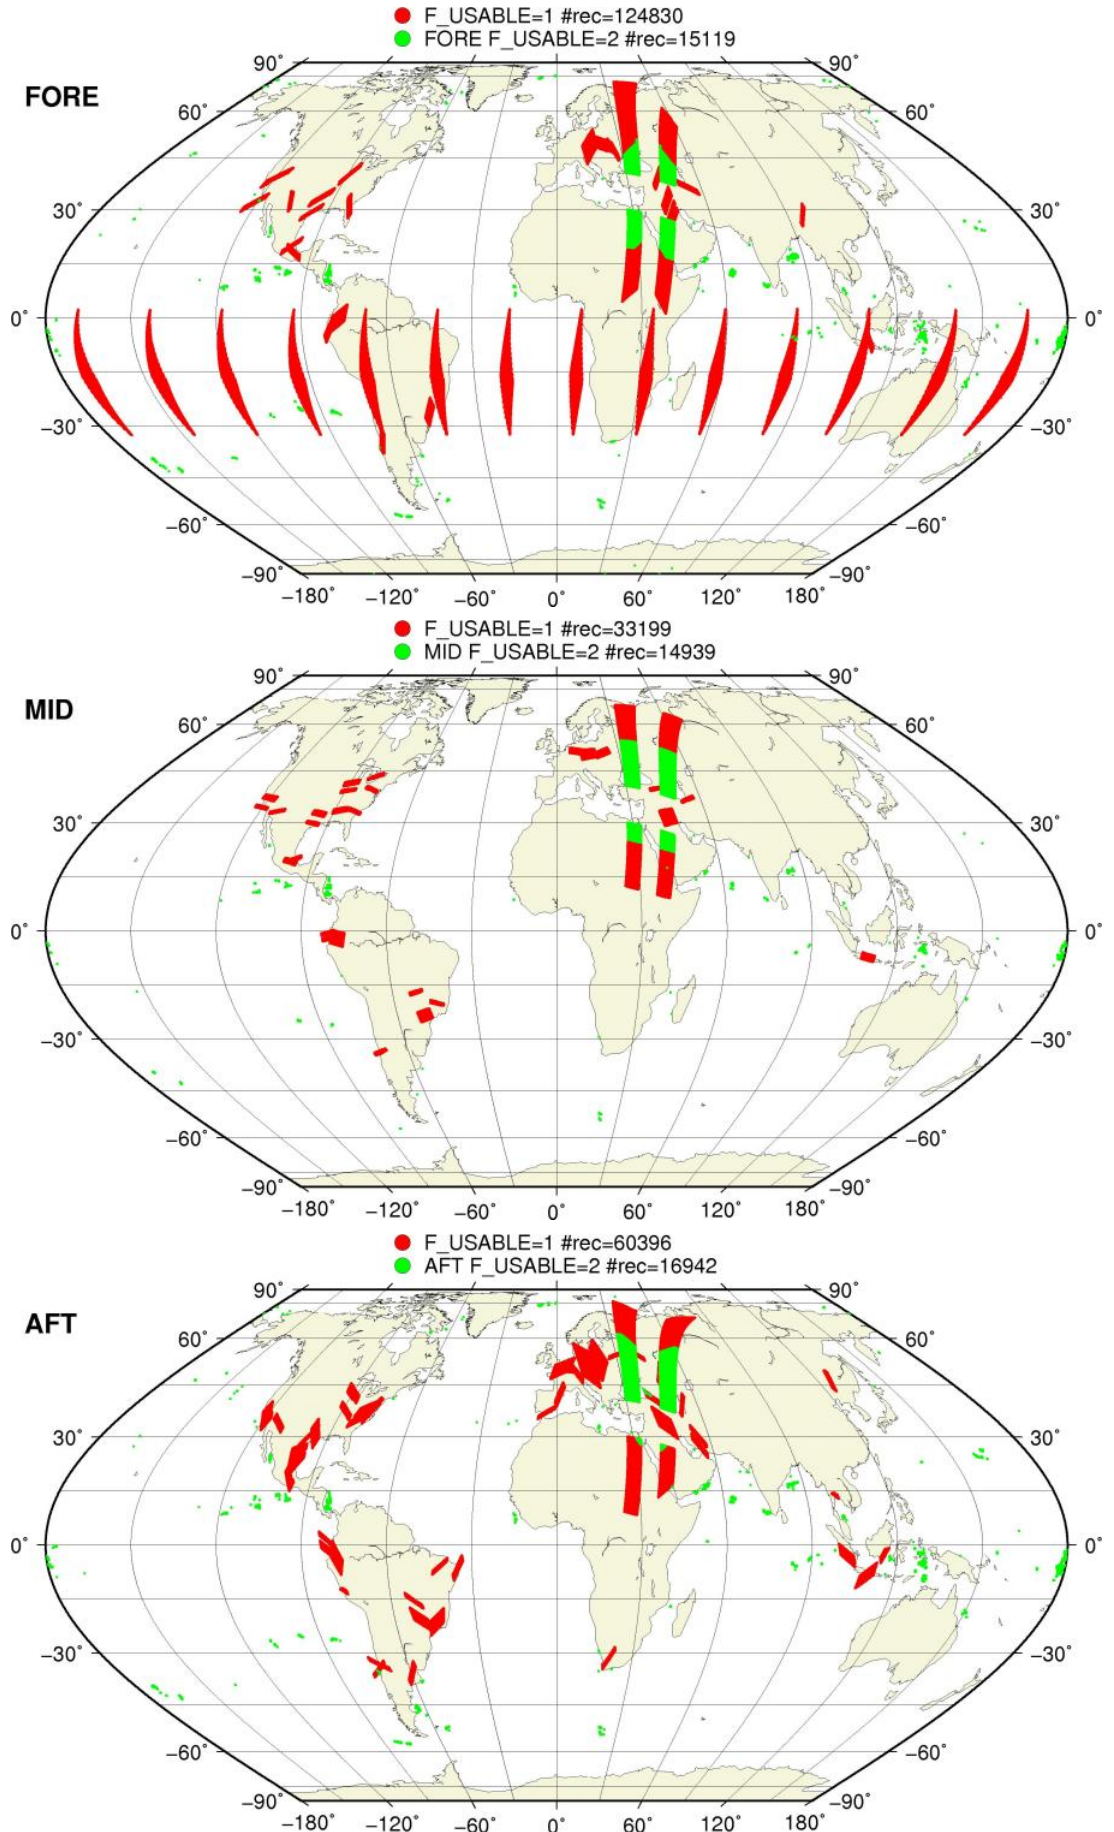 F_USABLE=1 #rec=124830
FORE F_USABLE=2 #rec=15119
FORE
90° 90°
60° 60°
30° 30°
0° 0°
−30° −30°
−60° −60°
−90° −90°
−180° −120° −60° 0° 60° 120° 180°
F_USABLE=1 #rec=33199
MID F_USABLE=2 #rec=14939
MID
90° 90°
60° 60°
30° 30°
0° 0°
−30° −30°
−60° −60°
−90° −90°
−180° −120° −60° 0° 60° 120° 180°
F_USABLE=1 #rec=60396
AFT F_USABLE=2 #rec=16942
AFT
90° 90°
60° 60°
30° 30°
0° 0°
−30° −30°
−60° −60°
−90° −90°
−180° −120° −60° 0° 60° 120° 180°